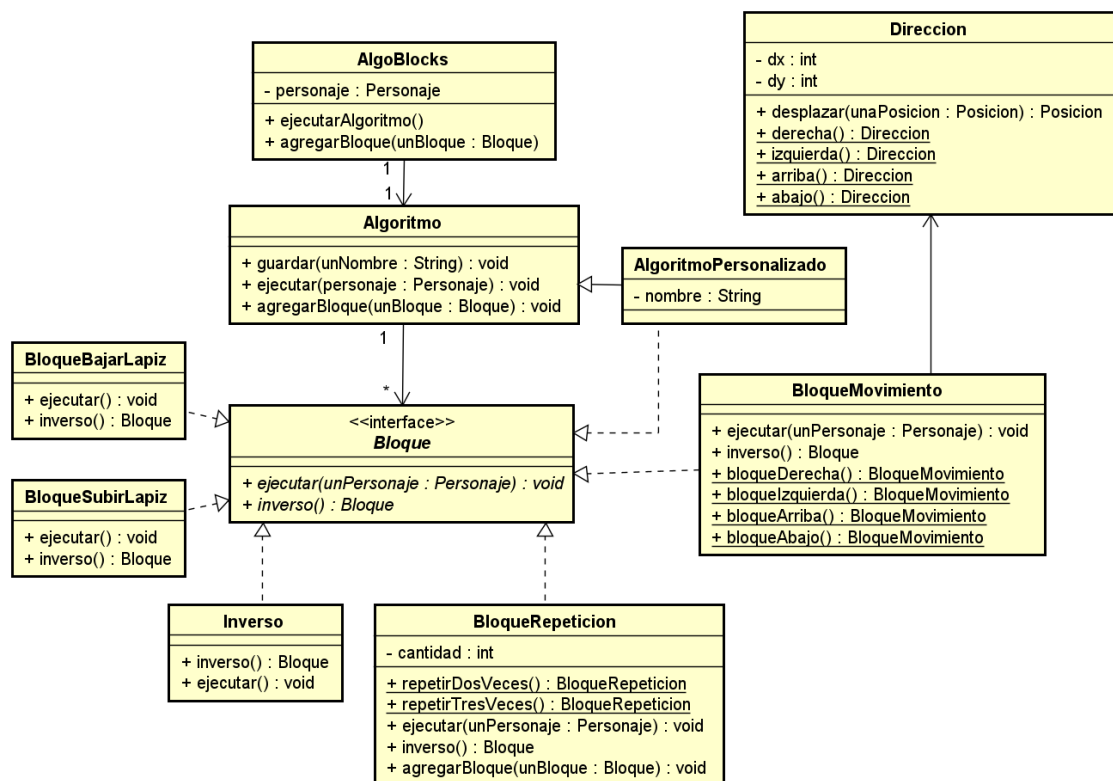 AlgoBlocks
- personaje : Personaje
+ ejecutarAlgoritmo()
+ agregarBloque(unBloque : Bloque)
Direccion
- dx : int
- dy : int
+ desplazar(unaPosicion : Posicion) : Posicion
+ derecha() : Direccion
+ izquierda() : Direccion
+ arriba() : Direccion
+ abajo() : Direccion
1
1
Algoritmo
+ guardar(unNombre : String) : void
+ ejecutar(personaje : Personaje) : void
+ agregarBloque(unBloque : Bloque) : void
AlgoritmoPersonalizado
- nombre : String
1
*
BloqueBajarLapiz
+ ejecutar() : void
+ inverso() : Bloque
<<interface>>
Bloque
+ ejecutar(unPersonaje : Personaje) : void
+ inverso() : Bloque
BloqueMovimiento
+ ejecutar(unPersonaje : Personaje) : void
+ inverso() : Bloque
+ bloqueDerecha() : BloqueMovimiento
+ bloqueIzquierda() : BloqueMovimiento
+ bloqueArriba() : BloqueMovimiento
+ bloqueAbajo() : BloqueMovimiento
BloqueSubirLapiz
+ ejecutar() : void
+ inverso() : Bloque
Inverso
+ inverso() : Bloque
+ ejecutar() : void
BloqueRepeticion
- cantidad : int
+ repetirDosVeces() : BloqueRepeticion
+ repetirTresVeces() : BloqueRepeticion
+ ejecutar(unPersonaje : Personaje) : void
+ inverso() : Bloque
+ agregarBloque(unBloque : Bloque) : void